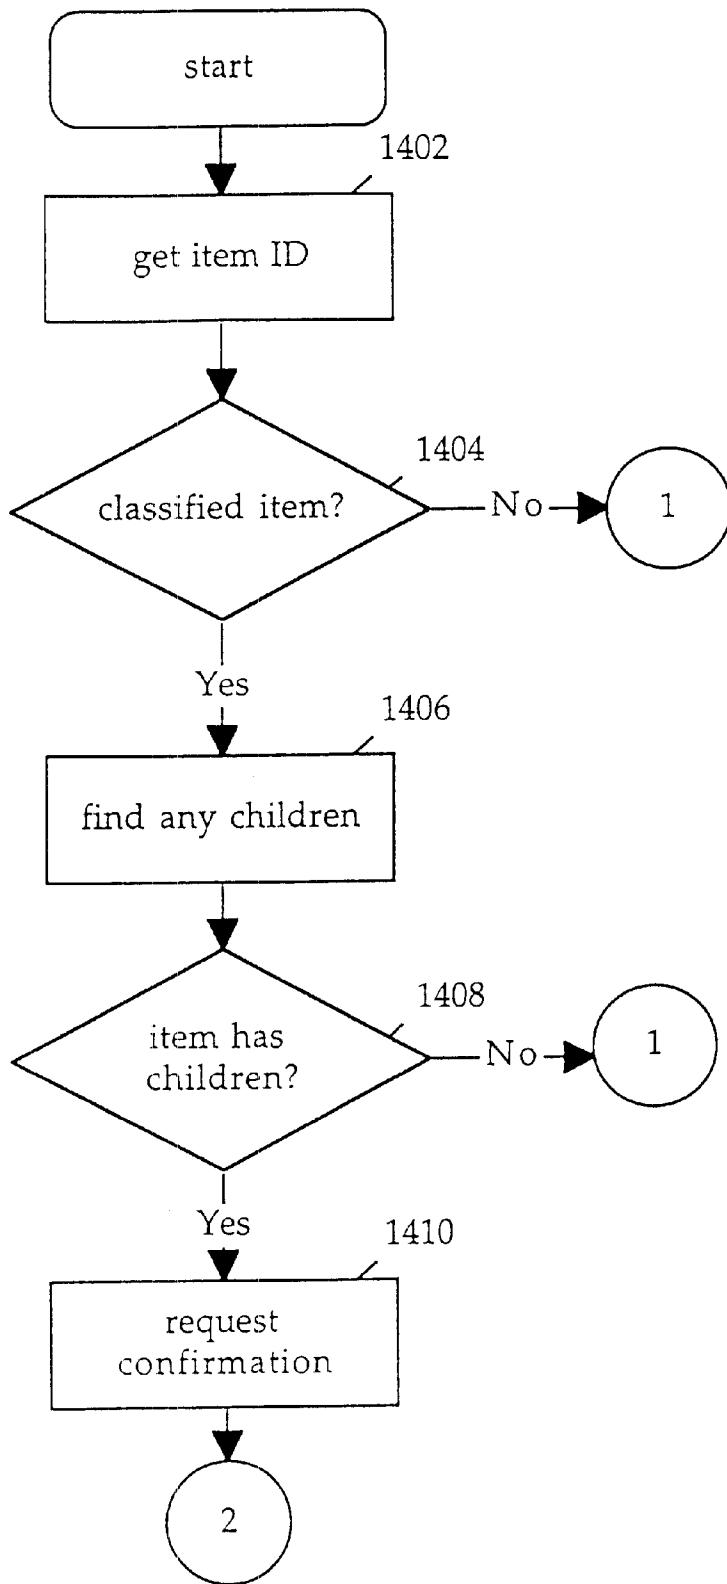 start
1402
get item ID
1404
classified item?
No
1
Yes
1406
find any children
1408
item has
children?
No
1
Yes
1410
request
confirmation
2